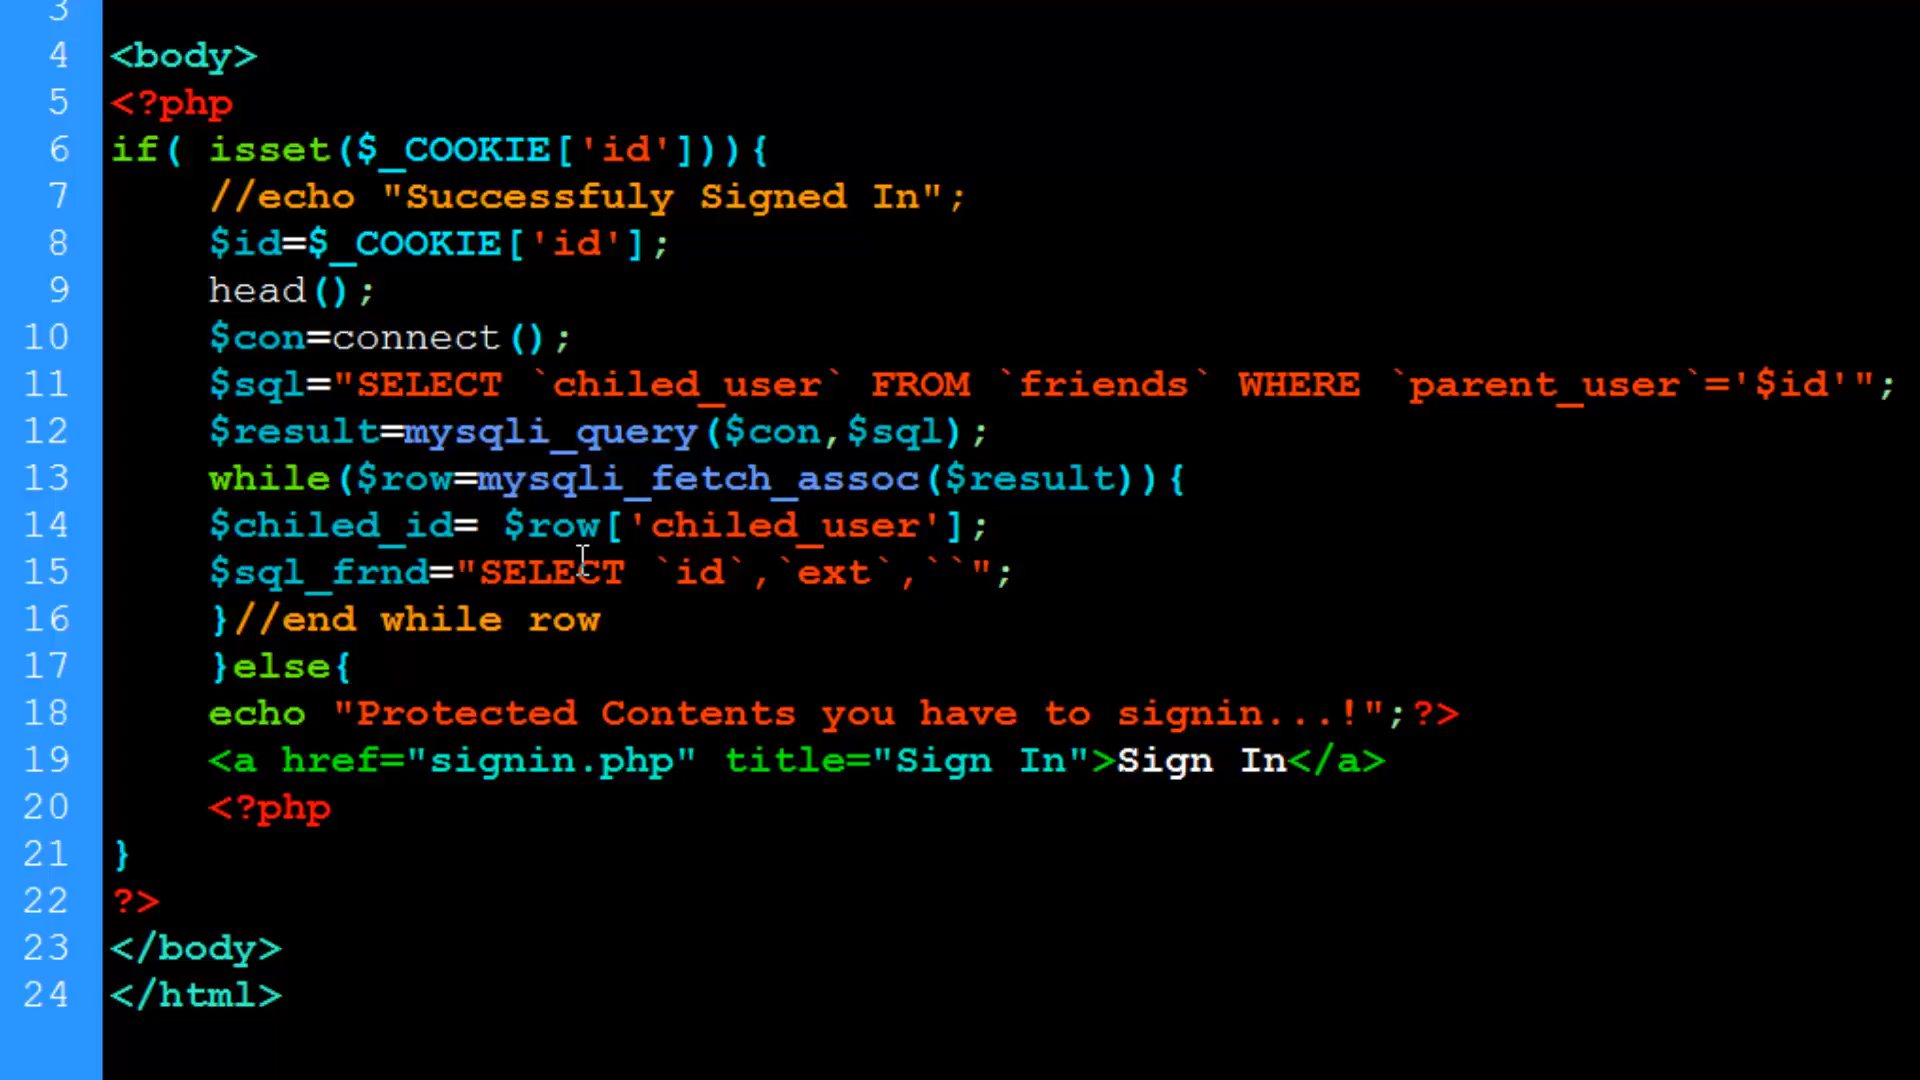 3
4 <body>
5 <?php
6 if( isset($_COOKIE['id'])){
7 //echo "Successfuly Signed In";
8 $id=$_COOKIE['id'];
9 head();
10 $con=connect();
11 $sql="SELECT `chiled_user` FROM `friends` WHERE `parent_user`='$id'";
12 $result=mysqli_query($con,$sql);
13 while($row=mysqli_fetch_assoc($result)){
14 $chiled_id= $row['chiled_user'];
15 $sql_frnd="SELECT `id`,`ext`,``";
16 }//end while row
17 }else{
18 echo "Protected Contents you have to signin...!";?>
19 <a href="signin.php" title="Sign In">Sign In</a>
20 <?php
21 }
22 ?>
23 </body>
24 </html>